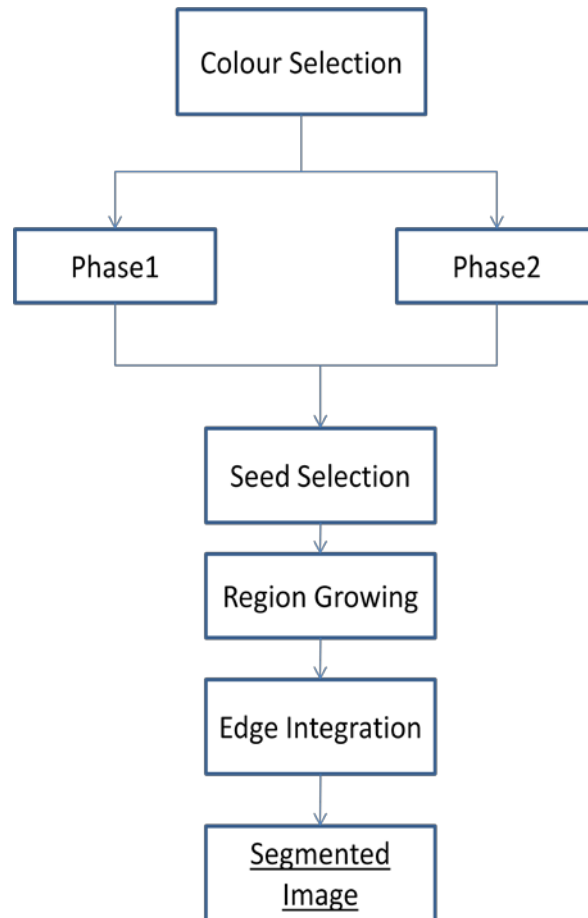 Colour Selection
Phase1
Phase2
Seed Selection
Region Growing
Edge Integration
Segmented
Image